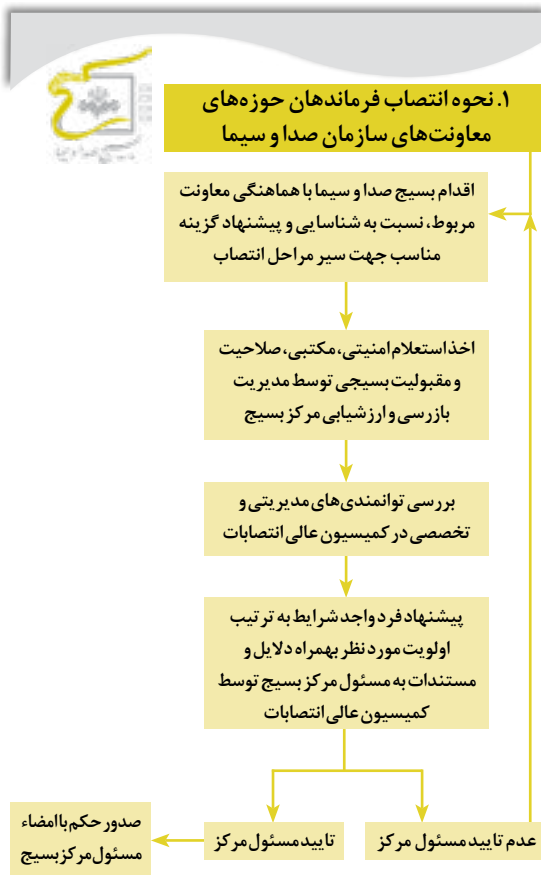 ۱. نحوه انتصاب فرماندهان حوزه‌های
معاونت‌های سازمان صدا و سیما
اقدام بسیج صدا و سیما با هماهنگی معاونت
مربوط، نسبت به شناسایی و پیشنهاد گزینه
مناسب جهت سیر مراحل انتصاب
اخذ استعلام امنیتی، مکتبی، صلاحیت
و مقبولیت بسیجی توسط مدیریت
بازرسی و ارزشیابی مرکز بسیج
بررسی توانمندی‌های مدیریتی و
تخصصی در کمیسیون عالی انتصابات
پیشنهاد فرد واجد شرایط به ترتیب
اولویت مورد نظر بهمراه دلایل و
مستندات به مسئول مرکز بسیج توسط
کمیسیون عالی انتصابات
عدم تایید مسئول مرکز
تایید مسئول مرکز
صدور حکم با امضاء
مسئول مرکز بسیج